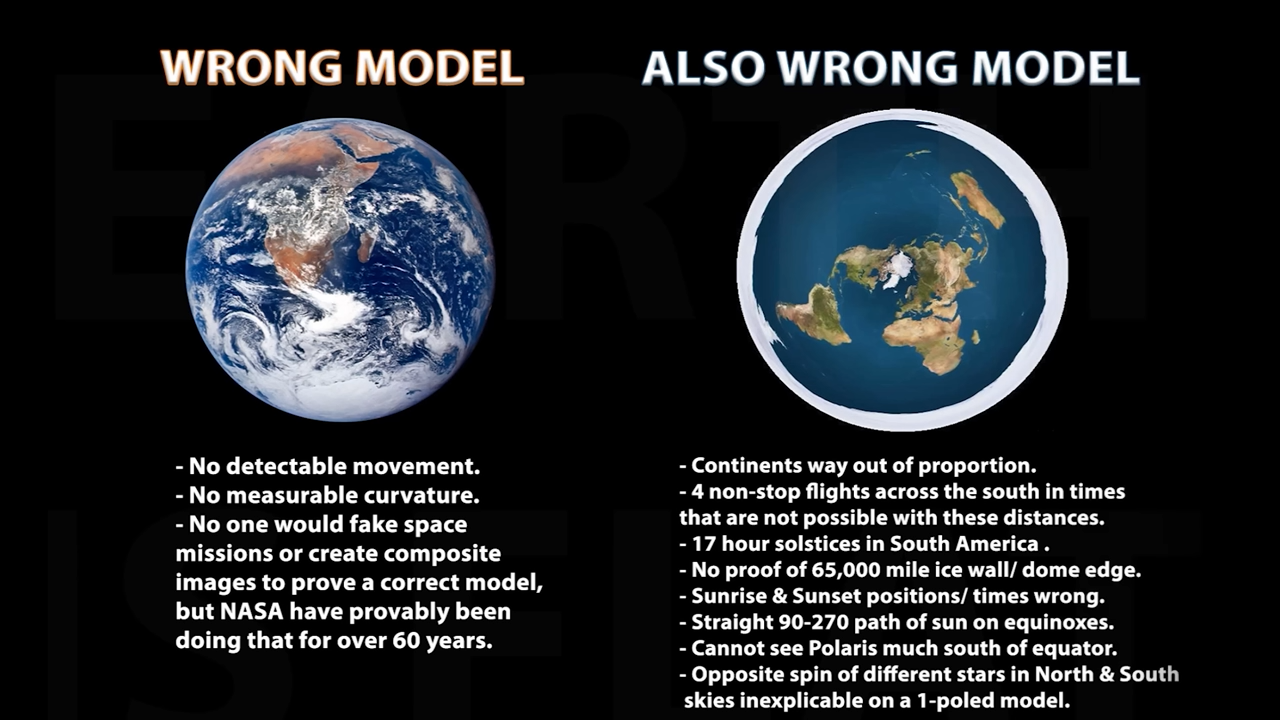 WRONG MODEL
- No detectable movement.
- No measurable curvature.
- No one would fake space
missions or create composite
images to prove a correct model,
but NASA have provably been
doing that for over 60 years.
ALSO WRONG MODEL
- Continents way out of proportion.
- 4 non-stop flights across the south in times
that are not possible with these distances.
- 17 hour solstices in South America .
- No proof of 65,000 mile ice wall/ dome edge.
- Sunrise & Sunset positions/ times wrong.
- Straight 90-270 path of sun on equinoxes.
- Cannot see Polaris much south of equator.
- Opposite spin of different stars in North & South
skies inexplicable on a 1-poled model.
EARTH
IS FLAT